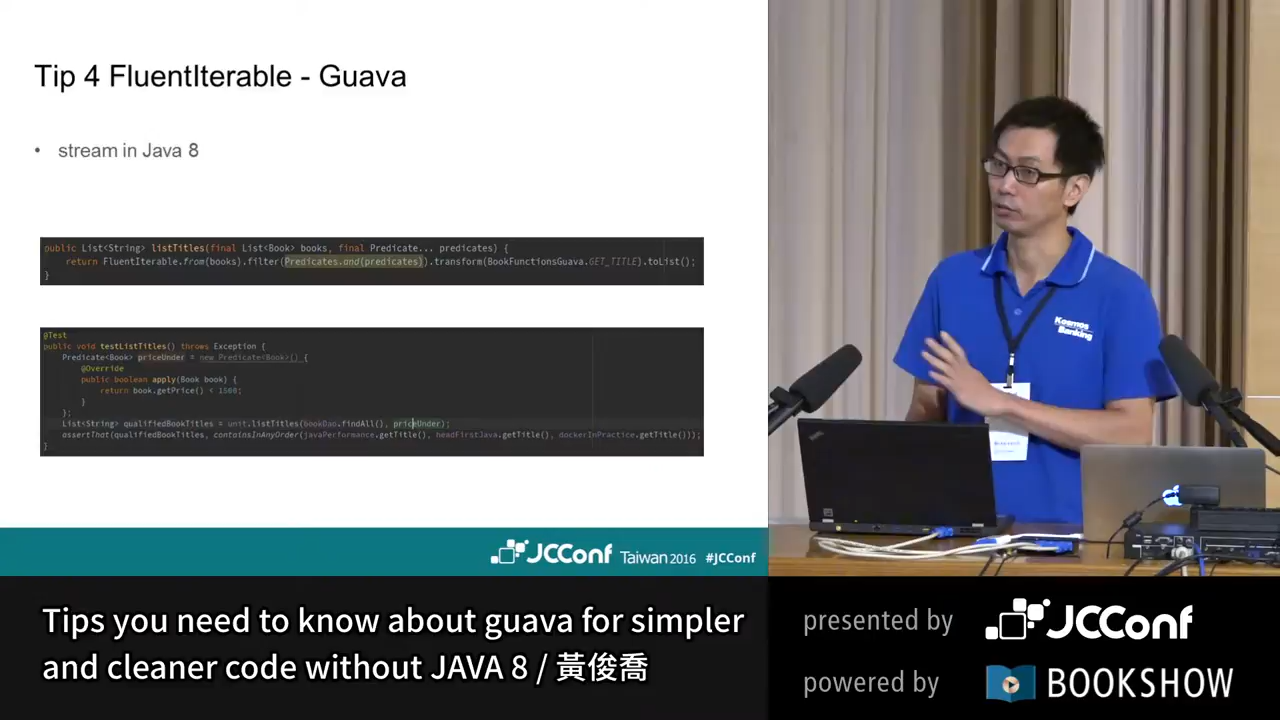 Tip 4 FluentIterable - Guava
• stream in Java 8
public List<String> listTitles(final List<Book> books, final Predicate... predicates) {
return FluentIterable.from(books).filter(Predicates.and(predicates)).transform(BookFunctionsGuava.GET_TITLE).toList();
}
@Test
public void testListTitles() throws Exception {
Predicate<Book> priceUnder = new Predicate<Book>() {
@Override
public boolean apply(Book book) {
return book.getPrice() < 1500;
}
};
List<String> qualifiedBookTitles = unit.listTitles(bookDao.findAll(), priceUnder);
assertThat(qualifiedBookTitles, containsInAnyOrder(javaPerformance.getTitle(), headFirstJava.getTitle(), dockerInPractice.getTitle()));
}
JCConf Taiwan 2016 #JCConf
Kosmos
Banking
Tips you need to know about guava for simpler
and cleaner code without JAVA 8 / 黃俊喬
presented by JCConf
powered by BOOKSHOW